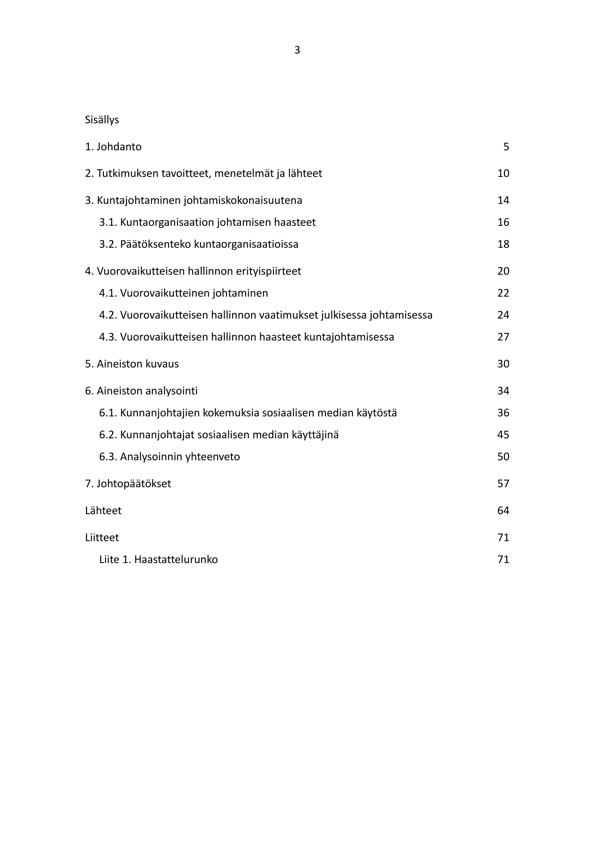 3
Sisällys
1. Johdanto 5
2. Tutkimuksen tavoitteet, menetelmät ja lähteet 10
3. Kuntajohtaminen johtamiskokonaisuutena 14
3.1. Kuntaorganisaation johtamisen haasteet 16
3.2. Päätöksenteko kuntaorganisaatioissa 18
4. Vuorovaikutteisen hallinnon erityispiirteet 20
4.1. Vuorovaikutteinen johtaminen 22
4.2. Vuorovaikutteisen hallinnon vaatimukset julkisessa johtamisessa 24
4.3. Vuorovaikutteisen hallinnon haasteet kuntajohtamisessa 27
5. Aineiston kuvaus 30
6. Aineiston analysointi 34
6.1. Kunnanjohtajien kokemuksia sosiaalisen median käytöstä 36
6.2. Kunnanjohtajat sosiaalisen median käyttäjinä 45
6.3. Analysoinnin yhteenveto 50
7. Johtopäätökset 57
Lähteet 64
Liitteet 71
Liite 1. Haastattelurunko 71